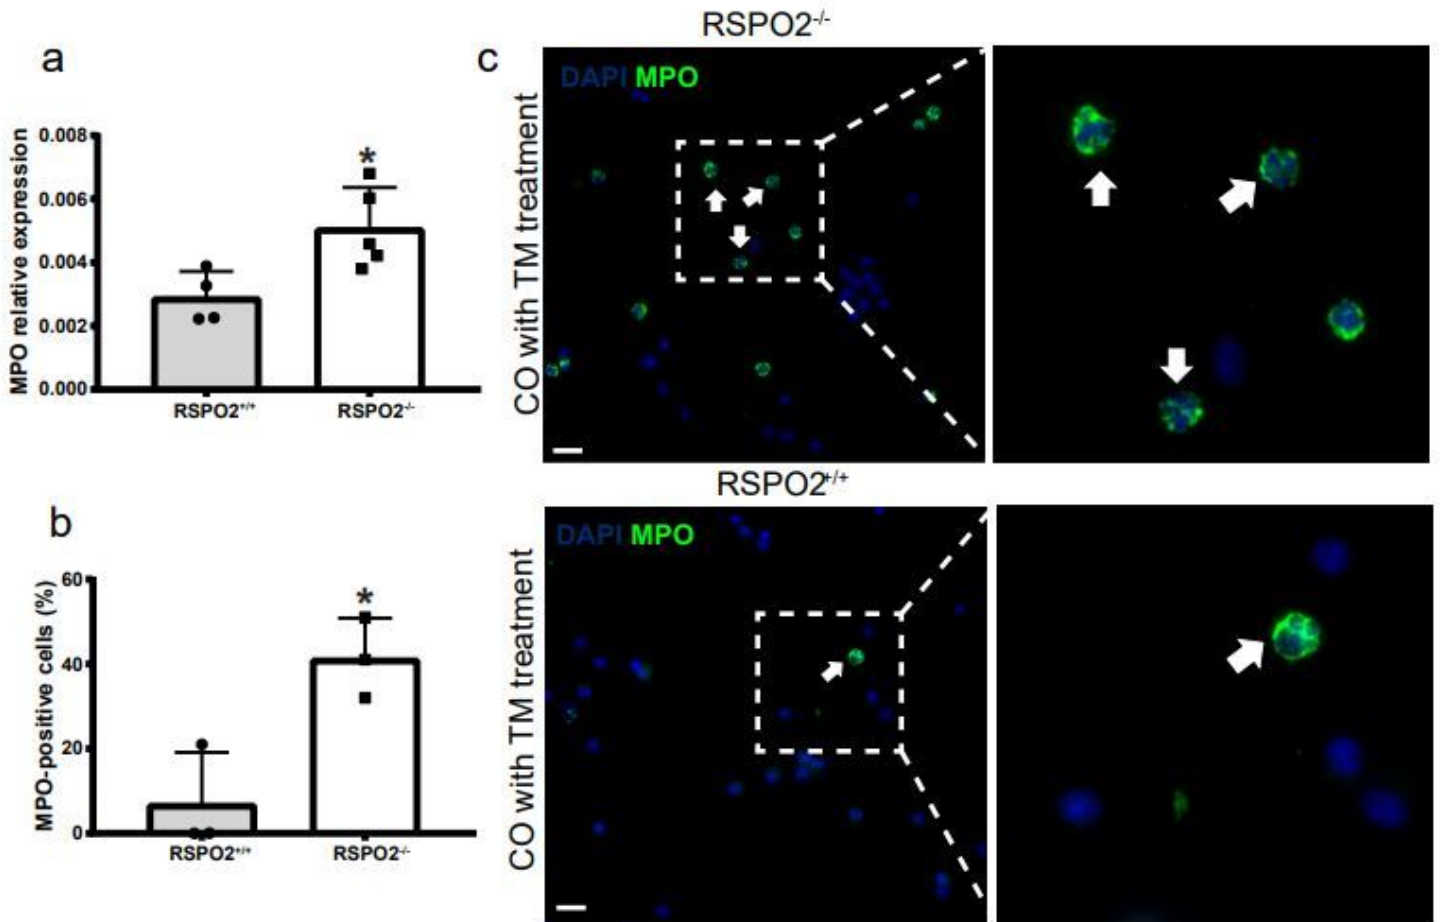 a
MPO relative expression
0.008
0.006
0.004
0.002
0.000
*
RSPO2+/+
RSPO2-/-
b
MPO-positive cells (%)
60
40
20
0
*
RSPO2+/+
RSPO2-/-
c
RSPO2-/-
CO with TM treatment
DAPI MPO
RSPO2+/+
CO with TM treatment
DAPI MPO